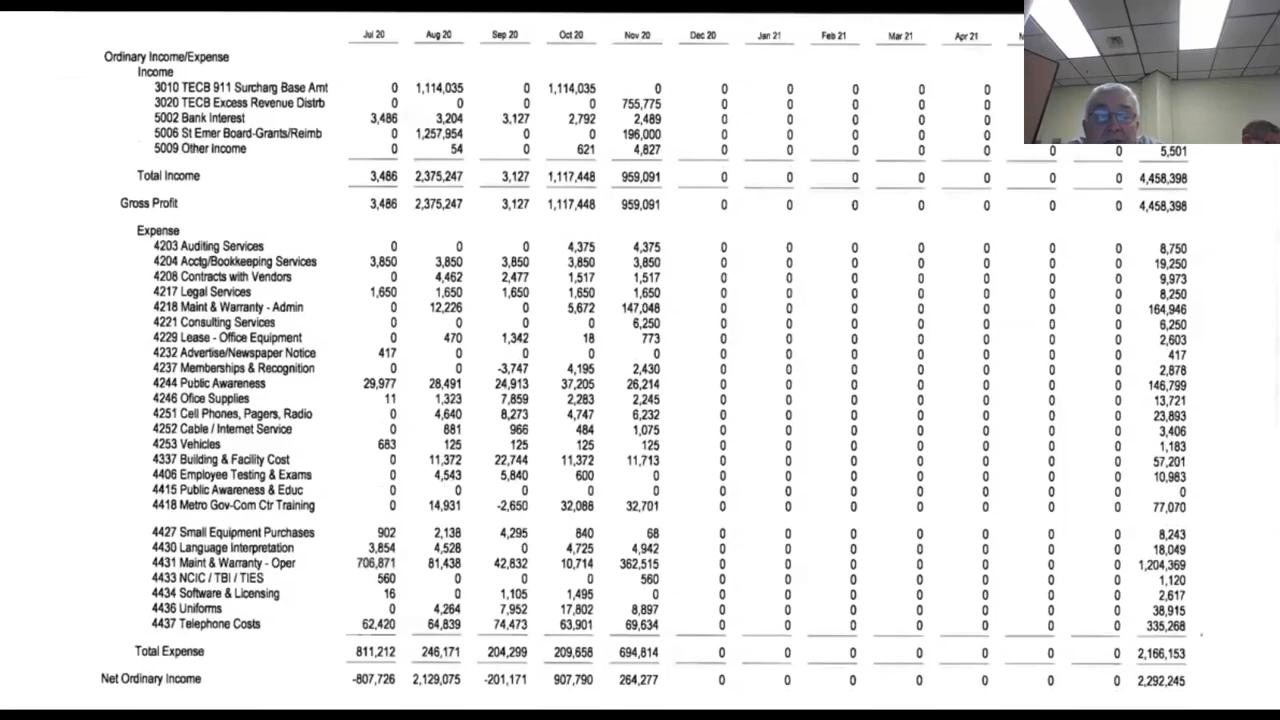 Jul 20 Aug 20 Sep 20 Oct 20 Nov 20 Dec 20 Jan 21 Feb 21 Mar 21 Apr 21
Ordinary Income/Expense
Income
3010 TECB 911 Surcharg Base Amt 0 1,114,035 0 1,114,035 0 0 0 0 0 0
3020 TECB Excess Revenue Distrb 0 0 0 0 755,775 0 0 0 0 0
5002 Bank Interest 3,486 3,204 3,127 2,792 2,489 0 0 0 0 0
5006 St Emer Board-Grants/Reimb 0 1,257,954 0 0 196,000 0 0 0 0 0
5009 Other Income 0 54 0 621 4,827 0 0 0 0 0 0 0 5,501
Total Income 3,486 2,375,247 3,127 1,117,448 959,091 0 0 0 0 0 0 0 4,458,398
Gross Profit 3,486 2,375,247 3,127 1,117,448 959,091 0 0 0 0 0 0 0 4,458,398
Expense
4203 Auditing Services 0 0 0 4,375 4,375 0 0 0 0 0 0 0 8,750
4204 Acctg/Bookkeeping Services 3,850 3,850 3,850 3,850 3,850 0 0 0 0 0 0 0 19,250
4208 Contracts with Vendors 0 4,462 2,477 1,517 1,517 0 0 0 0 0 0 0 9,973
4217 Legal Services 1,650 1,650 1,650 1,650 1,650 0 0 0 0 0 0 0 8,250
4218 Maint & Warranty - Admin 0 12,226 0 5,672 147,048 0 0 0 0 0 0 0 164,946
4221 Consulting Services 0 0 0 0 6,250 0 0 0 0 0 0 0 6,250
4229 Lease - Office Equipment 0 470 1,342 18 773 0 0 0 0 0 0 0 2,603
4232 Advertise/Newspaper Notice 417 0 0 0 0 0 0 0 0 0 0 0 417
4237 Memberships & Recognition 0 0 -3,747 4,195 2,430 0 0 0 0 0 0 0 2,878
4244 Public Awareness 29,977 28,491 24,913 37,205 26,214 0 0 0 0 0 0 0 146,799
4246 Ofice Supplies 11 1,323 7,859 2,283 2,245 0 0 0 0 0 0 0 13,721
4251 Cell Phones, Pagers, Radio 0 4,640 8,273 4,747 6,232 0 0 0 0 0 0 0 23,893
4252 Cable / Internet Service 0 881 966 484 1,075 0 0 0 0 0 0 0 3,406
4253 Vehicles 683 125 125 125 125 0 0 0 0 0 0 0 1,183
4337 Building & Facility Cost 0 11,372 22,744 11,372 11,713 0 0 0 0 0 0 0 57,201
4406 Employee Testing & Exams 0 4,543 5,840 600 0 0 0 0 0 0 0 0 10,983
4415 Public Awareness & Educ 0 0 0 0 0 0 0 0 0 0 0 0 0
4418 Metro Gov-Com Ctr Training 0 14,931 -2,650 32,088 32,701 0 0 0 0 0 0 0 77,070
4427 Small Equipment Purchases 902 2,138 4,295 840 68 0 0 0 0 0 0 0 8,243
4430 Language Interpretation 3,854 4,528 0 4,725 4,942 0 0 0 0 0 0 0 18,049
4431 Maint & Warranty - Oper 706,871 81,438 42,832 10,714 362,515 0 0 0 0 0 0 0 1,204,369
4433 NCIC / TBI / TIES 560 0 0 0 560 0 0 0 0 0 0 0 1,120
4434 Software & Licensing 16 0 1,105 1,495 0 0 0 0 0 0 0 0 2,617
4436 Uniforms 0 4,264 7,952 17,802 8,897 0 0 0 0 0 0 0 38,915
4437 Telephone Costs 62,420 64,839 74,473 63,901 69,634 0 0 0 0 0 0 0 335,268
Total Expense 811,212 246,171 204,299 209,658 694,814 0 0 0 0 0 0 0 2,166,153
Net Ordinary Income -807,726 2,129,075 -201,171 907,790 264,277 0 0 0 0 0 0 0 2,292,245